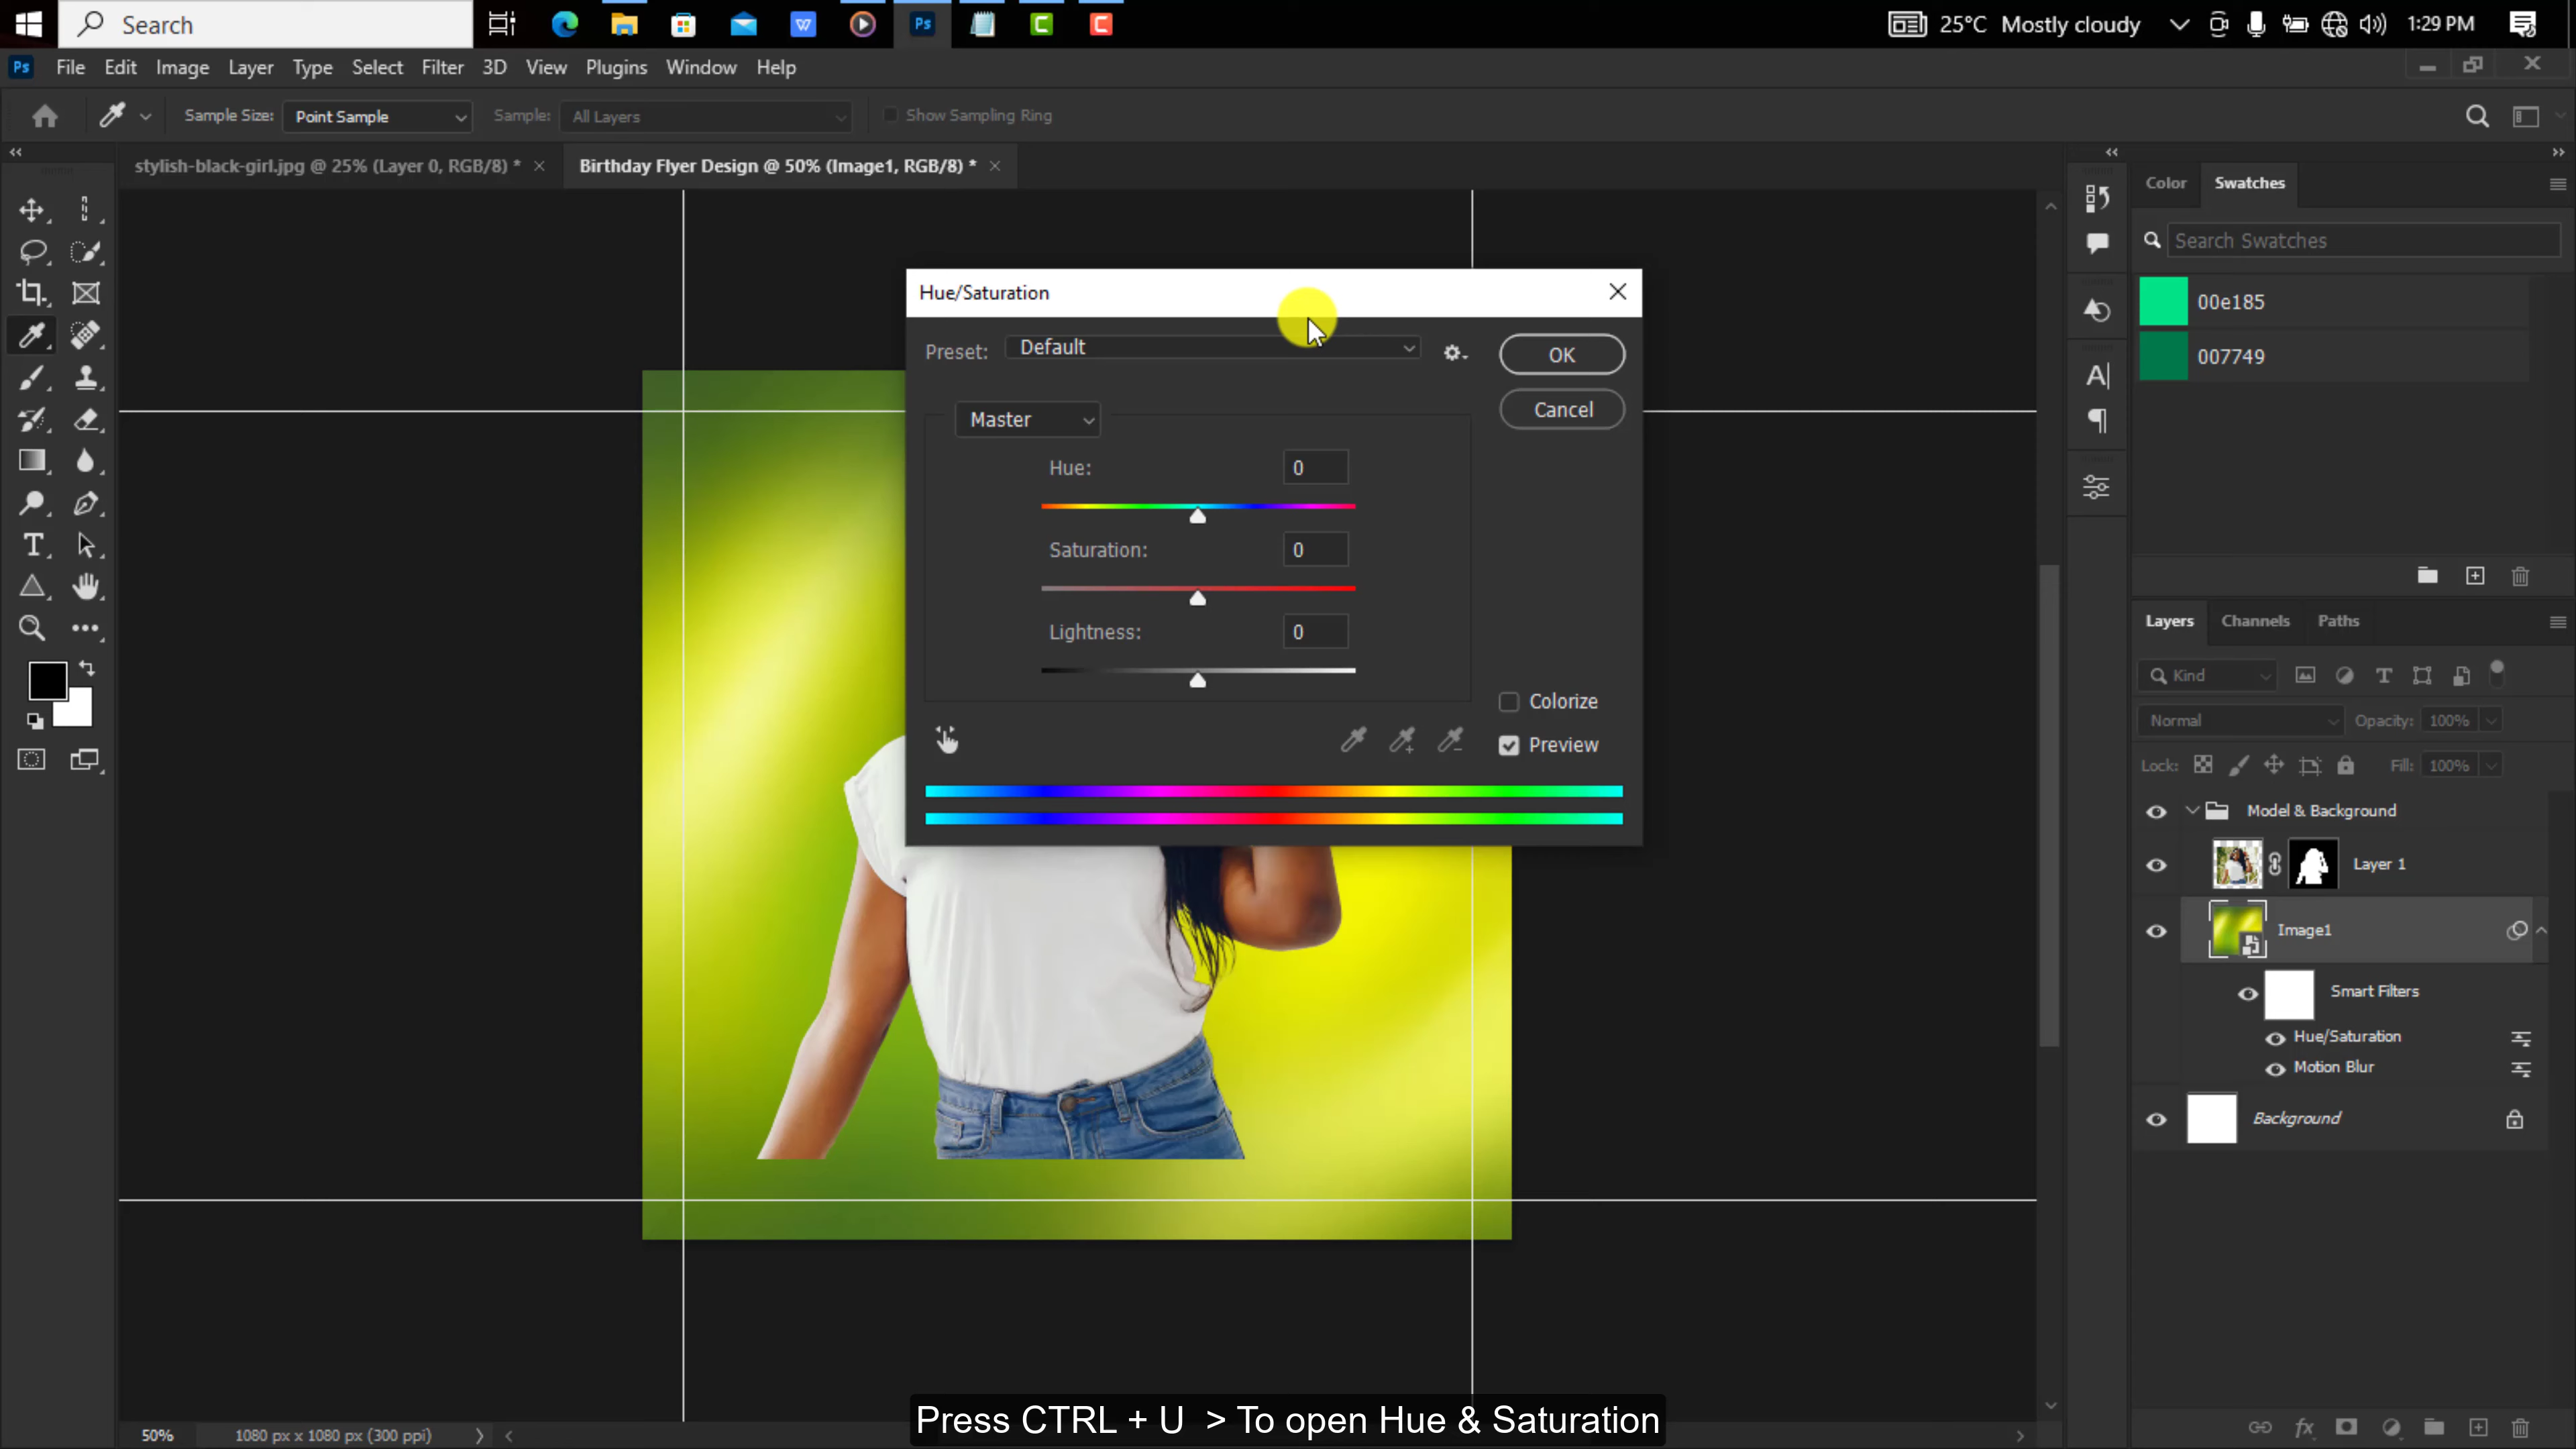 Search
25°C Mostly cloudy
1:29 PM
Ps File Edit Image Layer Type Select Filter 3D View Plugins Window Help
Sample Size: Point Sample Sample: All Layers Show Sampling Ring
stylish-black-girl.jpg @ 25% (Layer 0, RGB/8) *
Birthday Flyer Design @ 50% (Image1, RGB/8) *
Color Swatches
Search Swatches
00e185
007749
Hue/Saturation
Preset: Default
OK
Cancel
Master
Hue: 0
Saturation: 0
Lightness: 0
Colorize
Preview
Layers Channels Paths
Kind
Normal Opacity: 100%
Lock: Fill: 100%
Model & Background
Layer 1
Image1
Smart Filters
Hue/Saturation
Motion Blur
Background
50% 1080 px x 1080 px (300 ppi)
Press CTRL + U > To open Hue & Saturation